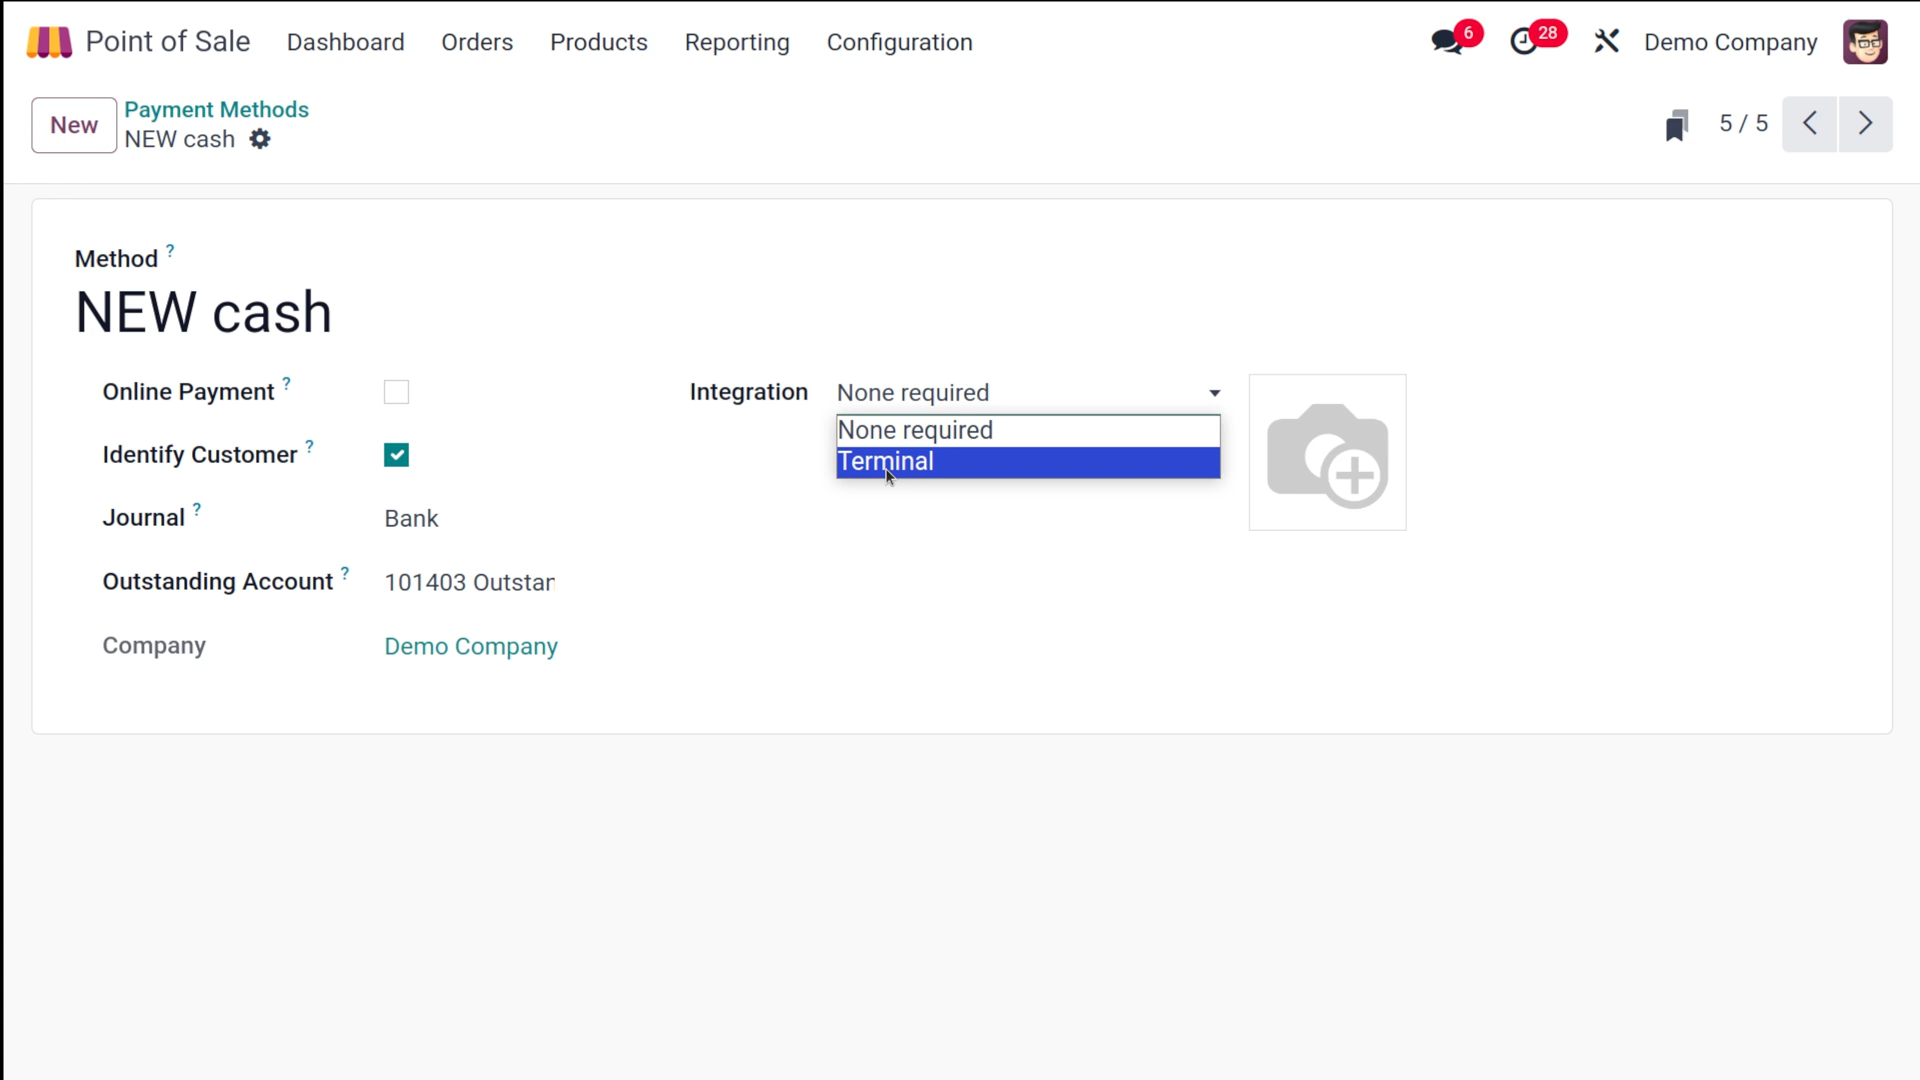 Point of Sale Dashboard Orders Products Reporting Configuration 6 28 Demo Company
New Payment Methods
NEW cash 5 / 5
Method ?
NEW cash
Online Payment ? Integration None required
None required
Identify Customer ? Terminal
Journal ? Bank
Outstanding Account ? 101403 Outstan
Company Demo Company